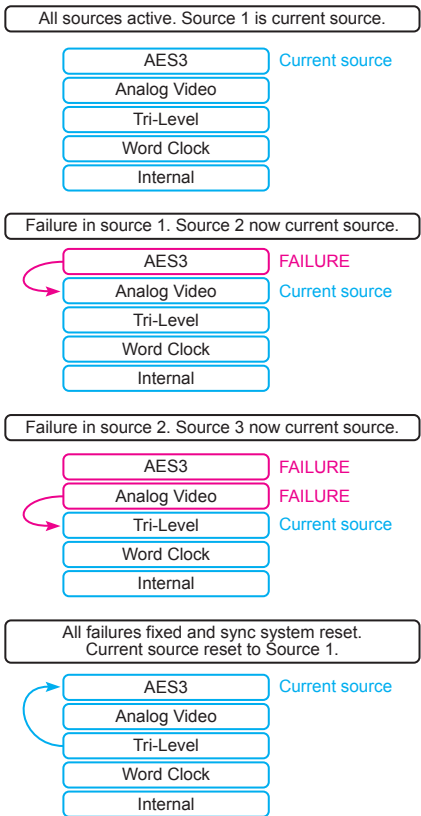 All sources active. Source 1 is current source.
AES3 Current source
Analog Video
Tri-Level
Word Clock
Internal
Failure in source 1. Source 2 now current source.
AES3 FAILURE
Analog Video Current source
Tri-Level
Word Clock
Internal
Failure in source 2. Source 3 now current source.
AES3 FAILURE
Analog Video FAILURE
Tri-Level Current source
Word Clock
Internal
All failures fixed and sync system reset.
Current source reset to Source 1.
AES3 Current source
Analog Video
Tri-Level
Word Clock
Internal